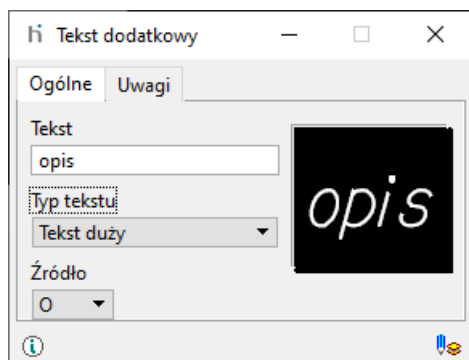 Tekst dodatkowy
Ogólne Uwagi
Tekst
opis
Typ tekstu
Tekst duży
Źródło
O
opis